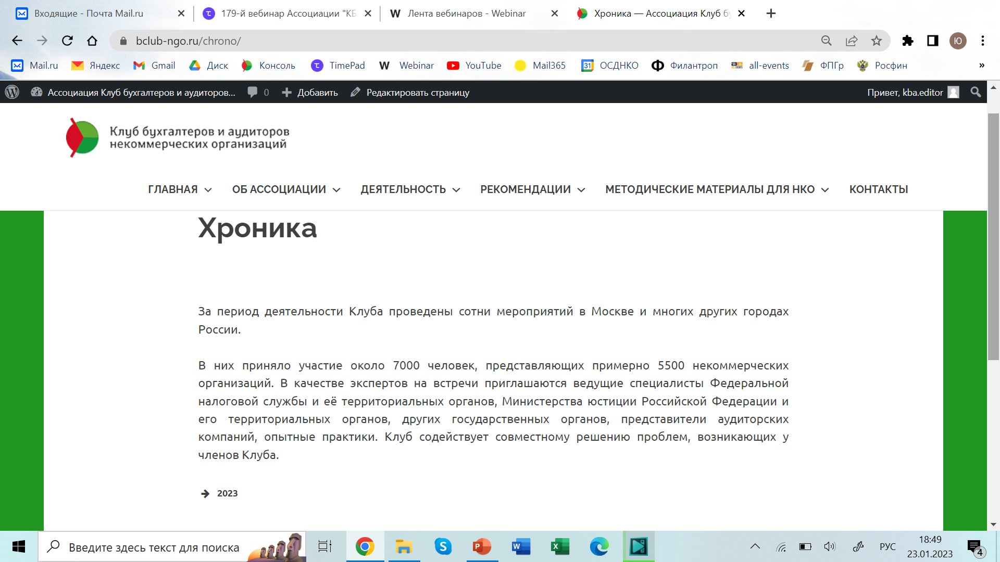 Входящие - Почта Mail.ru
179-й вебинар Ассоциации "КБ
Лента вебинаров - Webinar
Хроника — Ассоциация Клуб б
bclub-ngo.ru/chrono/
Ю
Mail.ru
Яндекс
Gmail
Диск
Консоль
TimePad
Webinar
YouTube
Mail365
31
ОСДНКО
Филантроп
all-events
ФПГр
Росфин
»
Ассоциация Клуб бухгалтеров и аудиторов...
0
Добавить
Редактировать страницу
Привет, kba.editor
Клуб бухгалтеров и аудиторов
некоммерческих организаций
ГЛАВНАЯ
ОБ АССОЦИАЦИИ
ДЕЯТЕЛЬНОСТЬ
РЕКОМЕНДАЦИИ
МЕТОДИЧЕСКИЕ МАТЕРИАЛЫ ДЛЯ НКО
КОНТАКТЫ
Хроника
За период деятельности Клуба проведены сотни мероприятий в Москве и многих других городах
России.
В них приняло участие около 7000 человек, представляющих примерно 5500 некоммерческих
организаций. В качестве экспертов на встречи приглашаются ведущие специалисты Федеральной
налоговой службы и её территориальных органов, Министерства юстиции Российской Федерации и
его территориальных органов, других государственных органов, представители аудиторских
компаний, опытные практики. Клуб содействует совместному решению проблем, возникающих у
членов Клуба.
2023
Введите здесь текст для поиска
РУС
18:49
23.01.2023
4